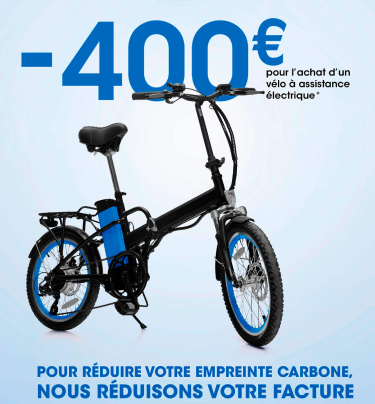 -400€
pour l'achat d'un
vélo à assistance
électrique*
POUR RÉDUIRE VOTRE EMPREINTE CARBONE,
NOUS RÉDUISONS VOTRE FACTURE